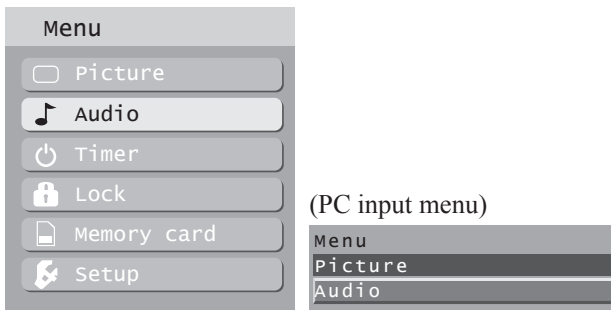 Menu
Picture
Audio
Timer
Lock
Memory card
Setup
(PC input menu)
Menu
Picture
Audio